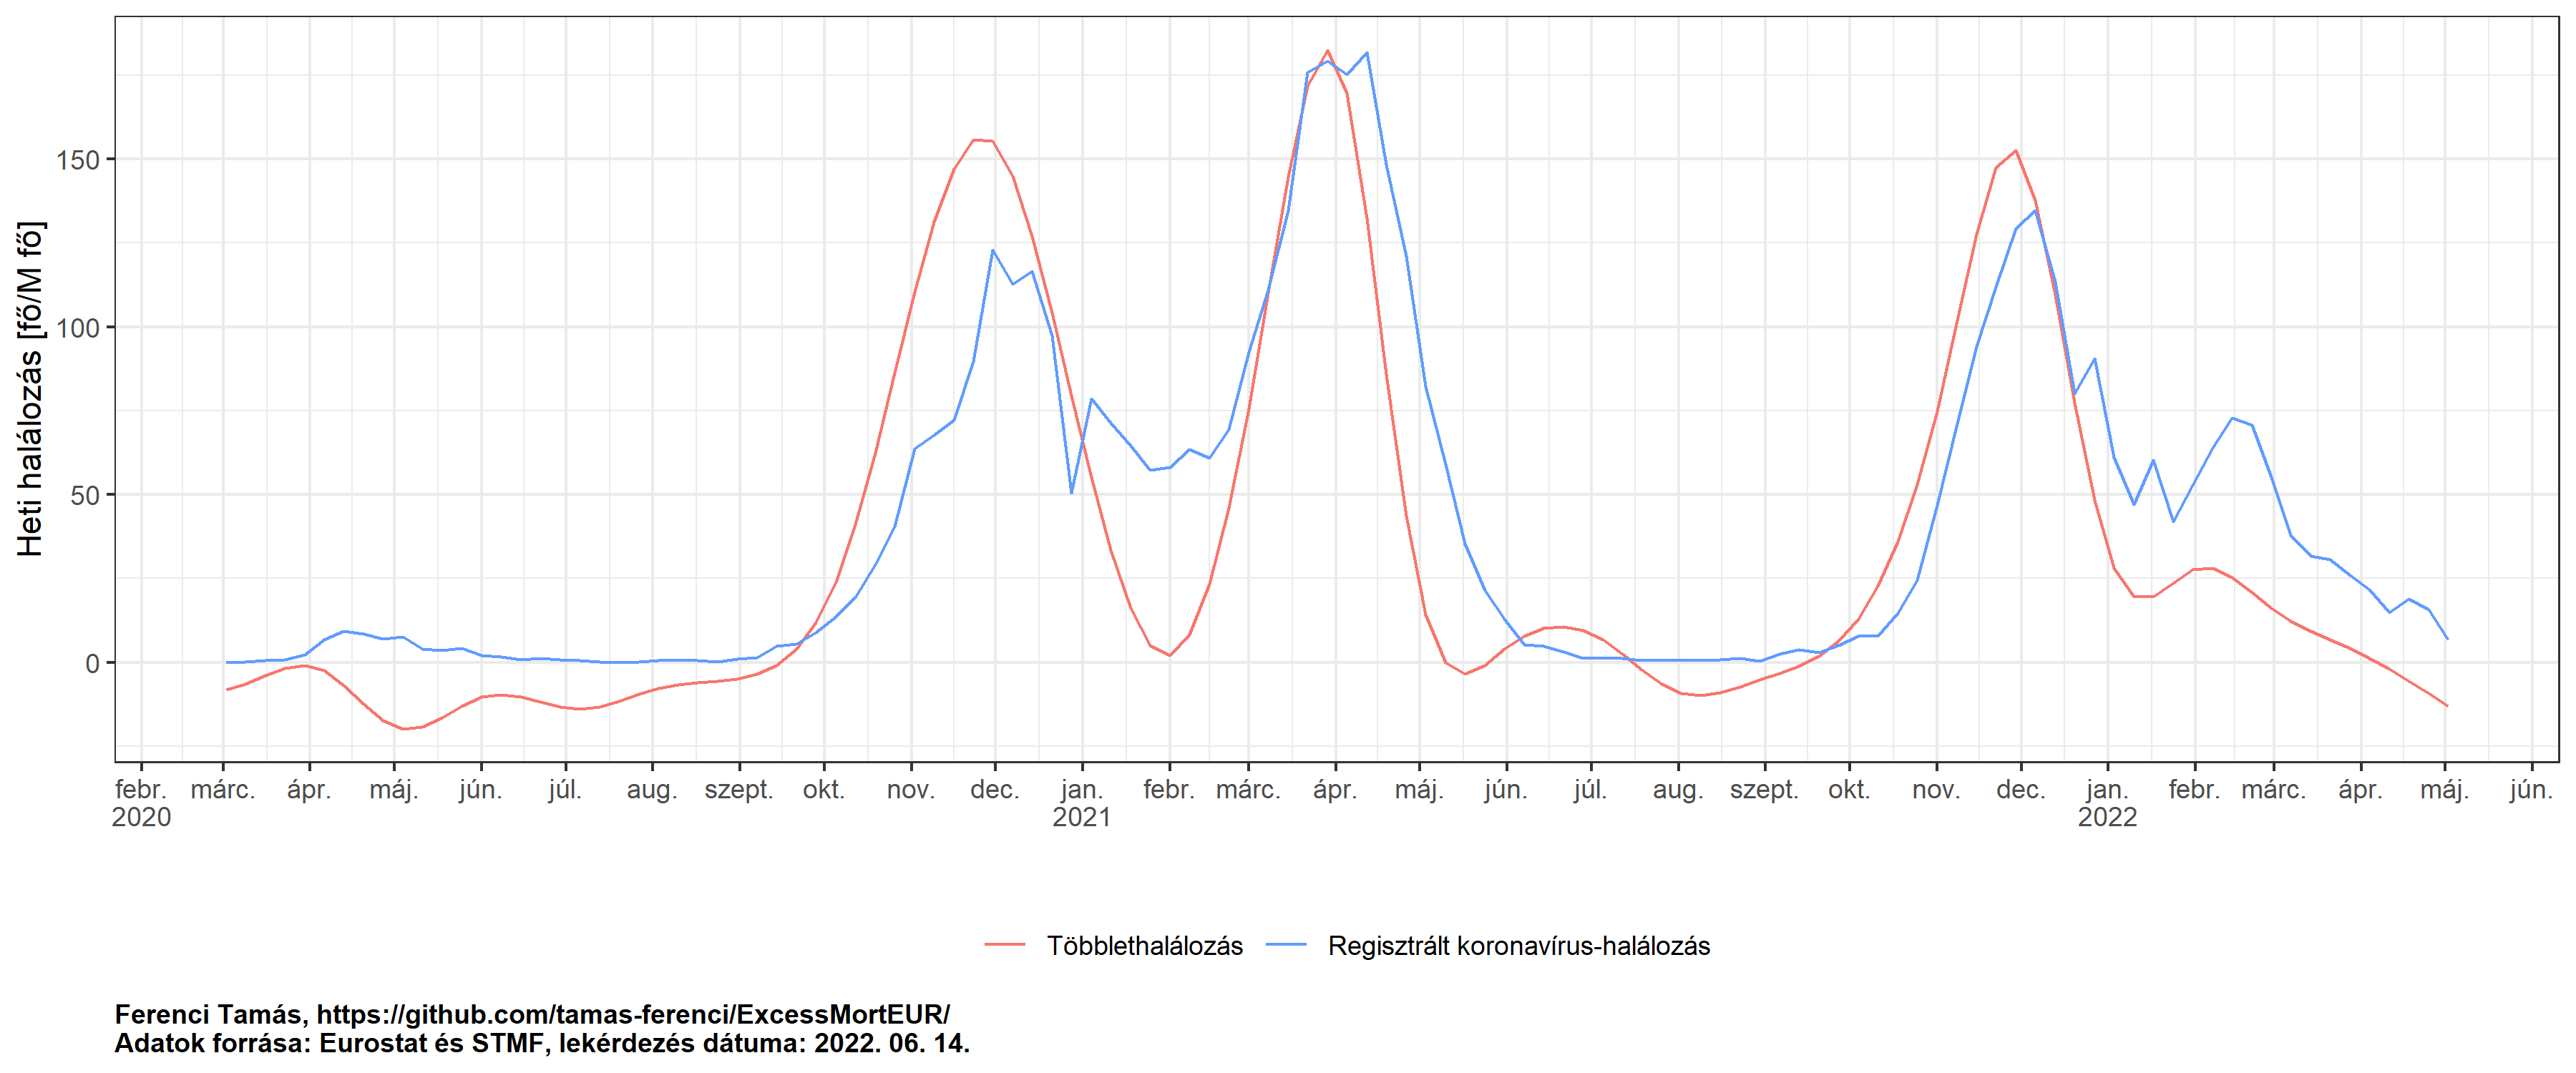 Heti halálozás [fő/M fő]
150
100
50
0
febr. márc. ápr. máj. jún. júl. aug. szept. okt. nov. dec. jan. febr. márc. ápr. máj. jún. júl. aug. szept. okt. nov. dec. jan. febr. márc. ápr. máj. jún.
2020 2021 2022
Többlethalálozás Regisztrált koronavírus-halálozás
Ferenci Tamás, https://github.com/tamas-ferenci/ExcessMortEUR/
Adatok forrása: Eurostat és STMF, lekérdezés dátuma: 2022. 06. 14.